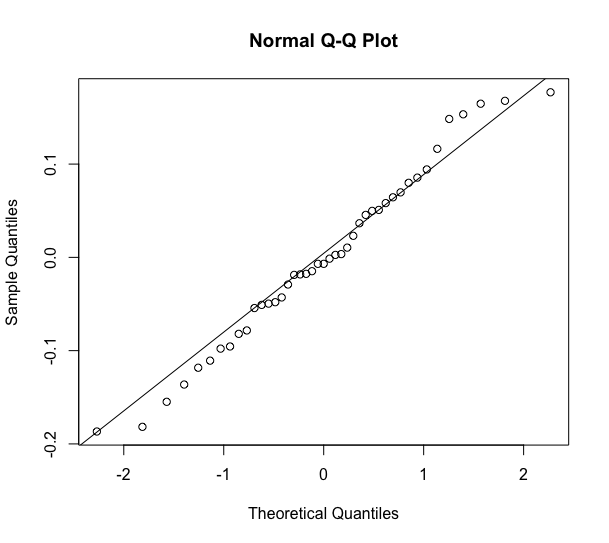 Normal Q-Q Plot
Sample Quantiles
0.1
0.0
-0.1
-0.2
-2 -1 0 1 2
Theoretical Quantiles